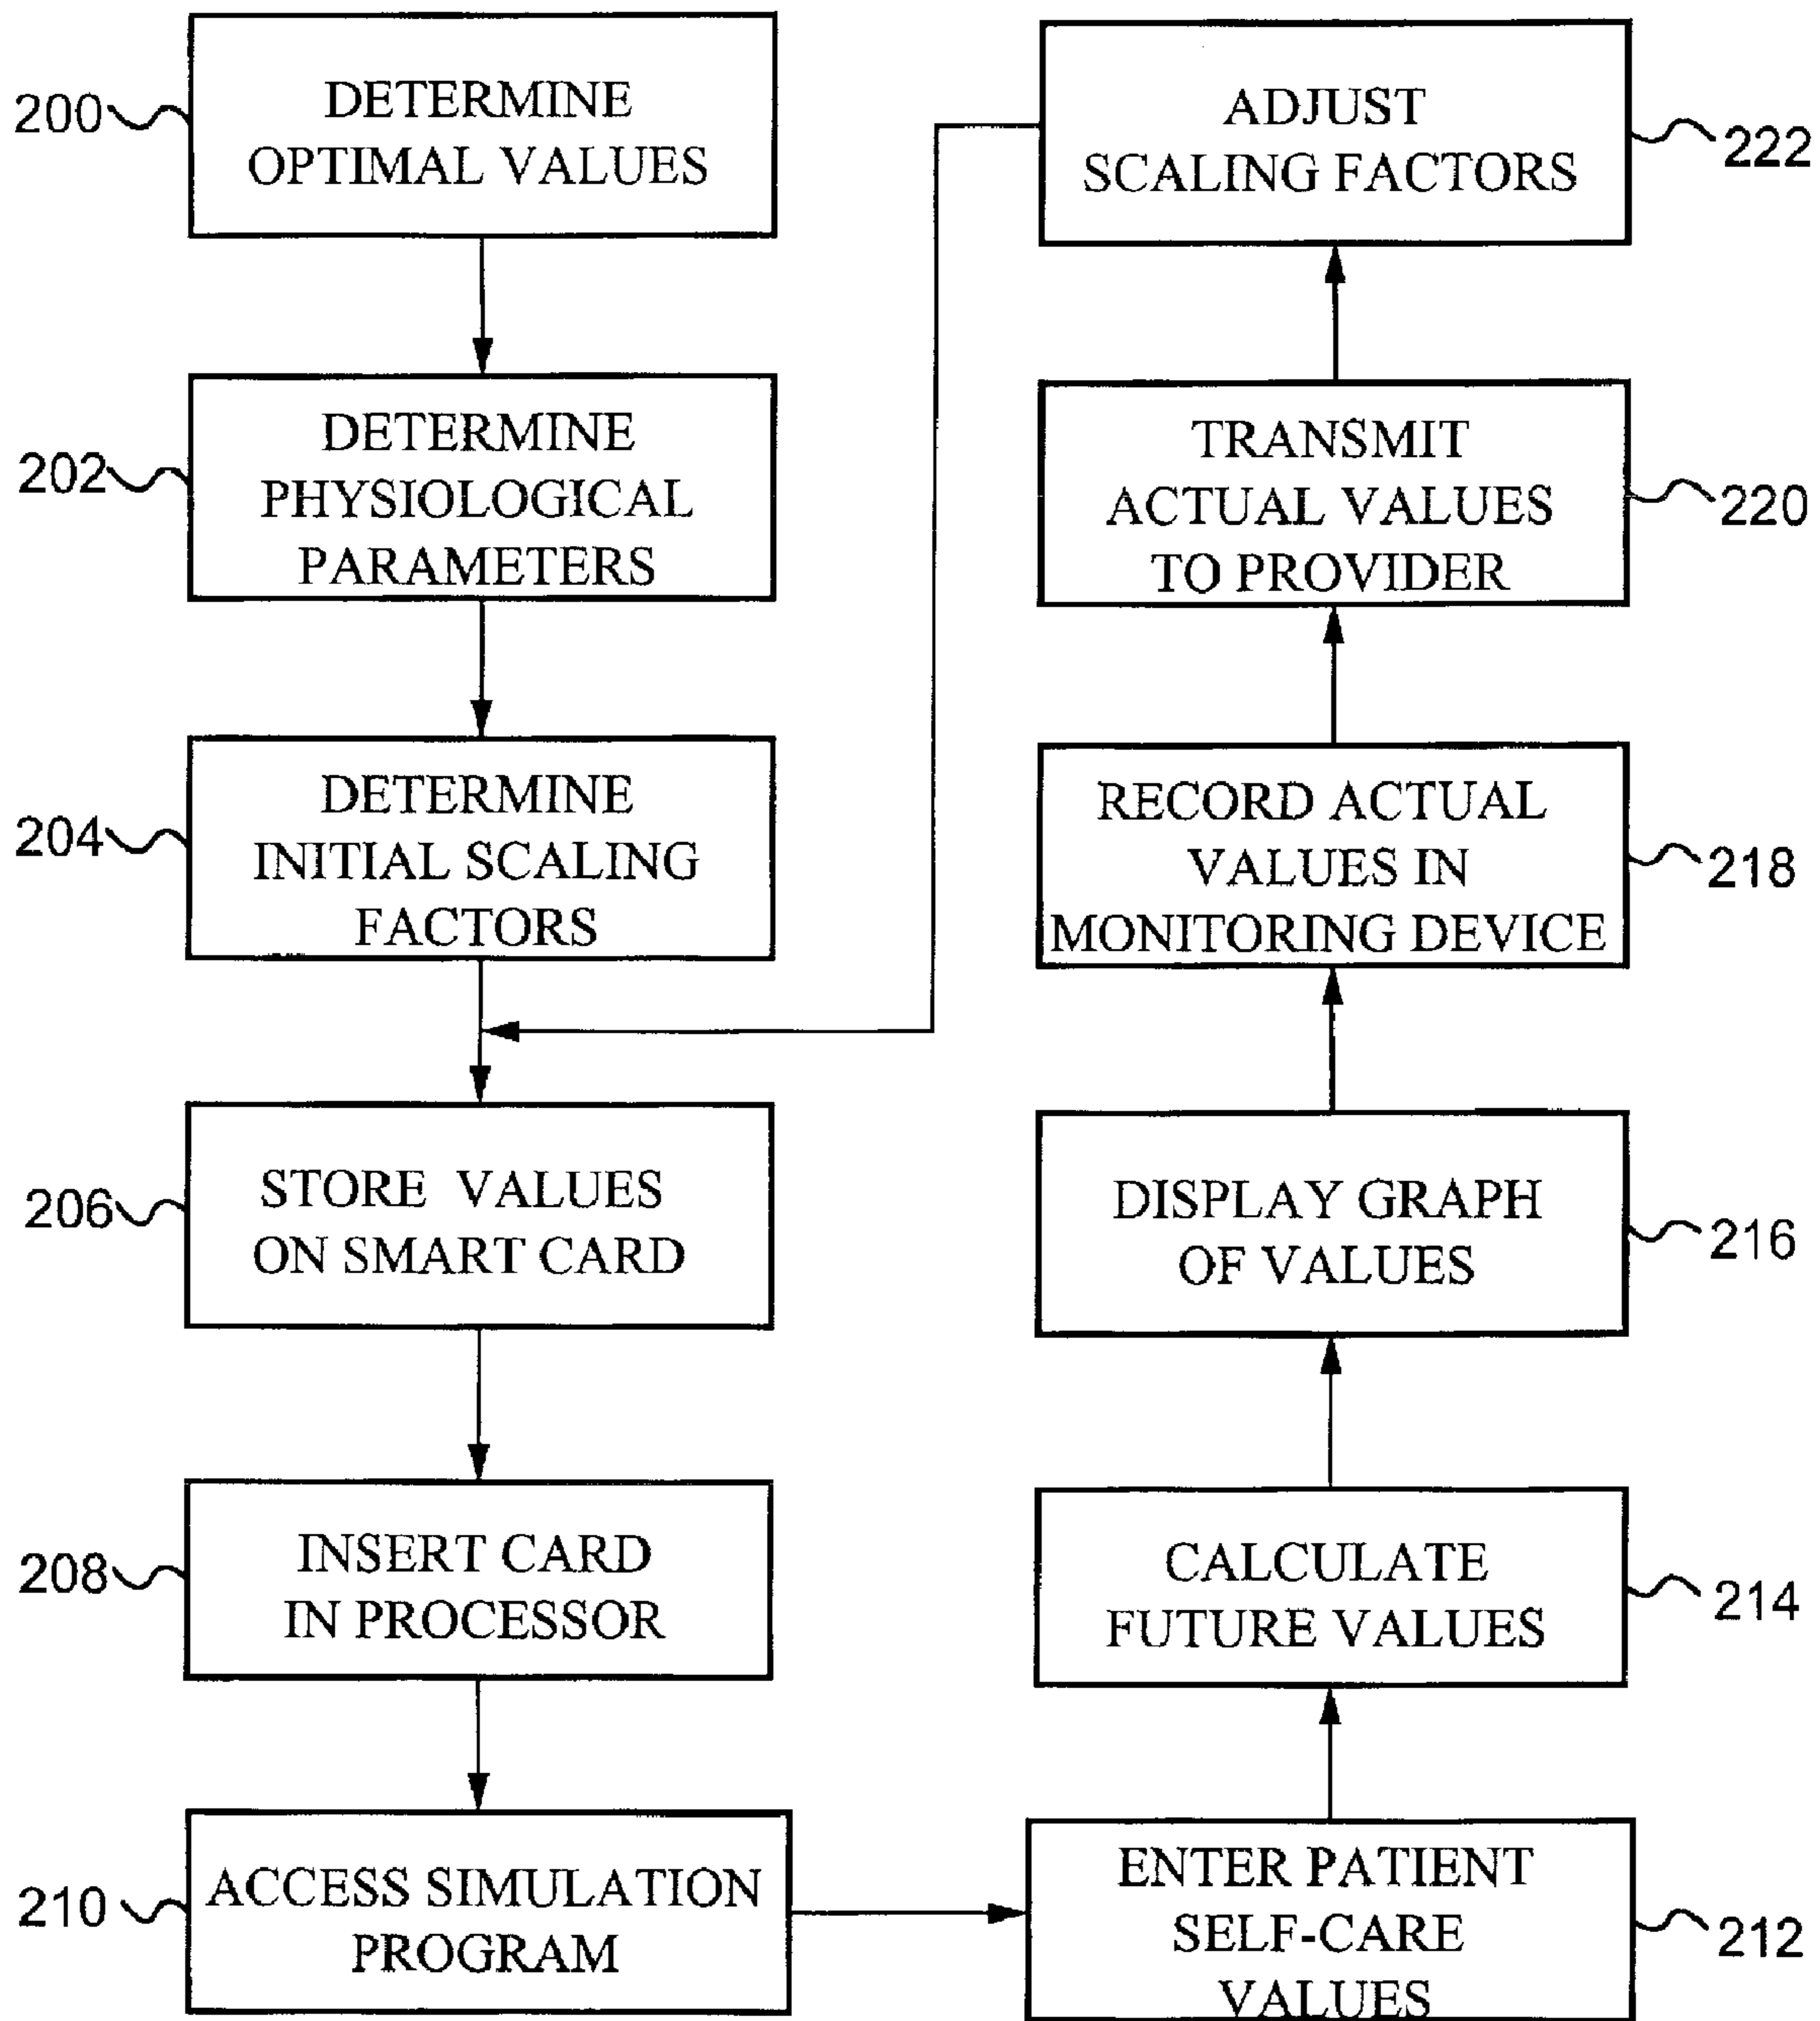 200
DETERMINE
OPTIMAL VALUES
202
DETERMINE
PHYSIOLOGICAL
PARAMETERS
204
DETERMINE
INITIAL SCALING
FACTORS
206
STORE VALUES
ON SMART CARD
208
INSERT CARD
IN PROCESSOR
210
ACCESS SIMULATION
PROGRAM
ENTER PATIENT
SELF-CARE
VALUES
212
CALCULATE
FUTURE VALUES
214
DISPLAY GRAPH
OF VALUES
216
RECORD ACTUAL
VALUES IN
MONITORING DEVICE
218
TRANSMIT
ACTUAL VALUES
TO PROVIDER
220
ADJUST
SCALING FACTORS
222